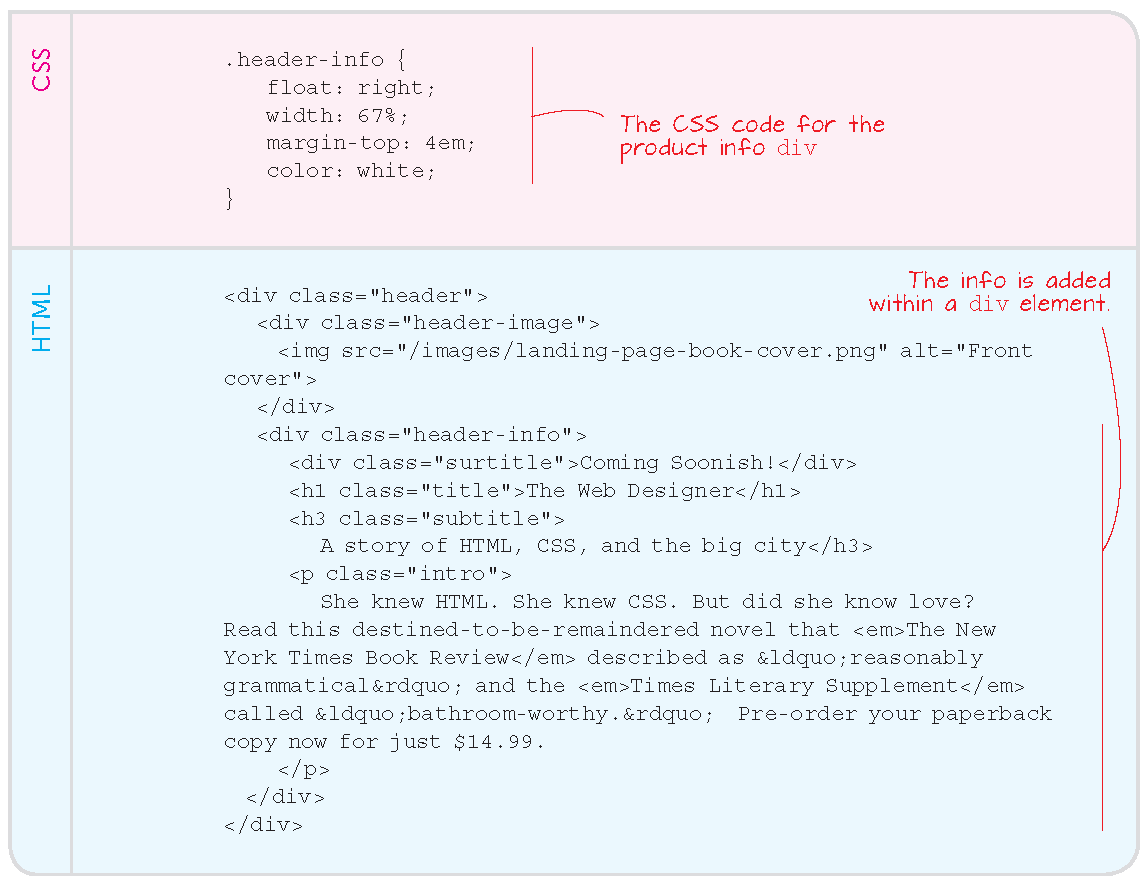 CSS
.header-info {
float: right;
width: 67%;
margin-top: 4em;
color: white;
}
The CSS code for the
product info div
HTML
The info is added
within a div element.
<div class="header">
<div class="header-image">
<img src="/images/landing-page-book-cover.png" alt="Front
cover">
</div>
<div class="header-info">
<div class="surtitle">Coming Soonish!</div>
<h1 class="title">The Web Designer</h1>
<h3 class="subtitle">
A story of HTML, CSS, and the big city</h3>
<p class="intro">
She knew HTML. She knew CSS. But did she know love?
Read this destined-to-be-remaindered novel that <em>The New
York Times Book Review</em> described as &ldquo;reasonably
grammatical&rdquo; and the <em>Times Literary Supplement</em>
called &ldquo;bathroom-worthy.&rdquo;  Pre-order your paperback
copy now for just $14.99.
</p>
</div>
</div>